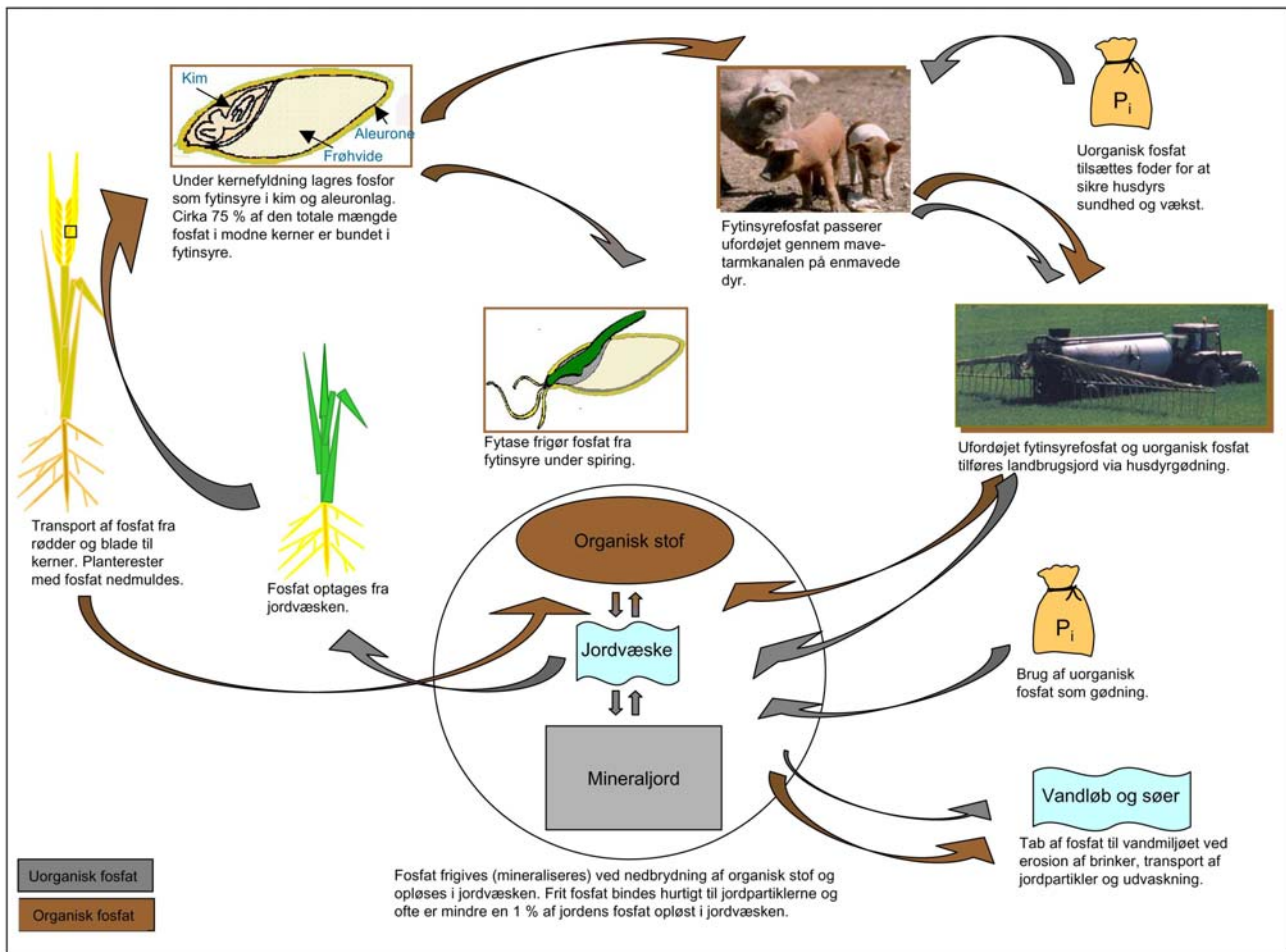 Kim
Aleurone
Frøhvide
Under kernefyldning lagres fosfor
som fytinsyre i kim og aleuronlag.
Cirka 75 % af den totale mængde
fosfat i modne kerner er bundet i
fytinsyre.
Fytinsyrefosfat passerer
ufordøjet gennem mave-
tarmkanalen på enmavede
dyr.
Pi
Uorganisk fosfat
tilsættes foder for at
sikre husdyrs
sundhed og vækst.
Fytase frigør fosfat fra
fytinsyre under spiring.
Ufordøjet fytinsyrefosfat og uorganisk fosfat
tilføres landbrugsjord via husdyrgødning.
Transport af fosfat fra
rødder og blade til
kerner. Planterester
med fosfat nedmuldes.
Fosfat optages fra
jordvæsken.
Organisk stof
Jordvæske
Mineraljord
Pi
Brug af uorganisk
fosfat som gødning.
Vandløb og søer
Tab af fosfat til vandmiljøet ved
erosion af brinker, transport af
jordpartikler og udvaskning.
Fosfat frigives (mineraliseres) ved nedbrydning af organisk stof og
opløses i jordvæsken. Frit fosfat bindes hurtigt til jordpartiklerne og
ofte er mindre en 1 % af jordens fosfat opløst i jordvæsken.
Uorganisk fosfat
Organisk fosfat